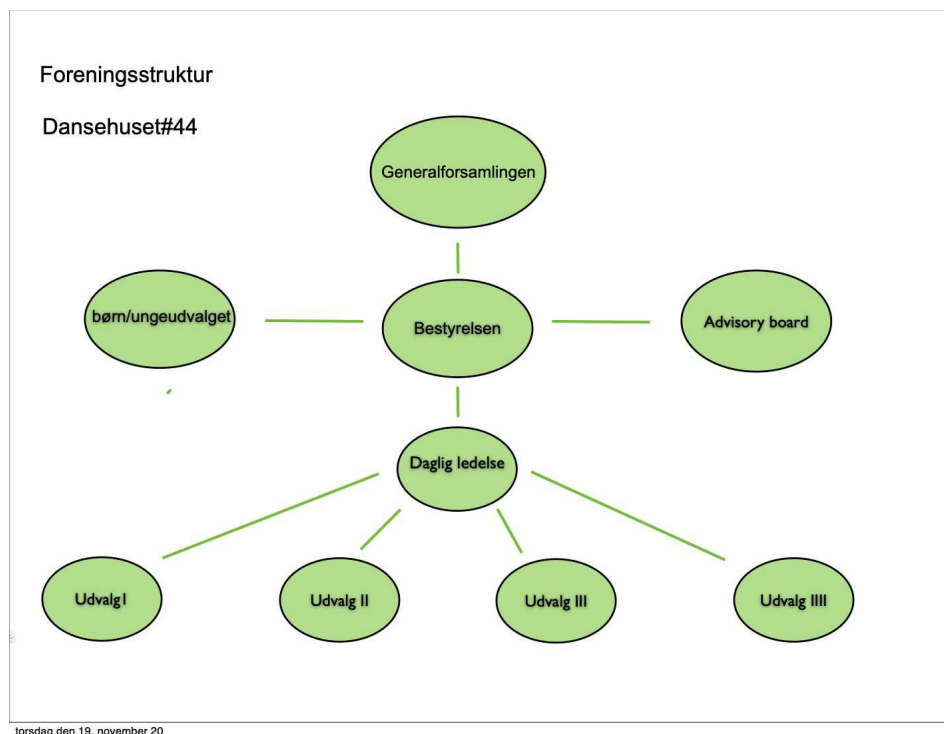 Foreningsstruktur
Dansehuset#44
Generalforsamlingen
børn/ungeudvalget
Bestyrelsen
Advisory board
Daglig ledelse
UdvalgI
Udvalg II
Udvalg III
Udvalg IIII
torsdag den 19. november 20